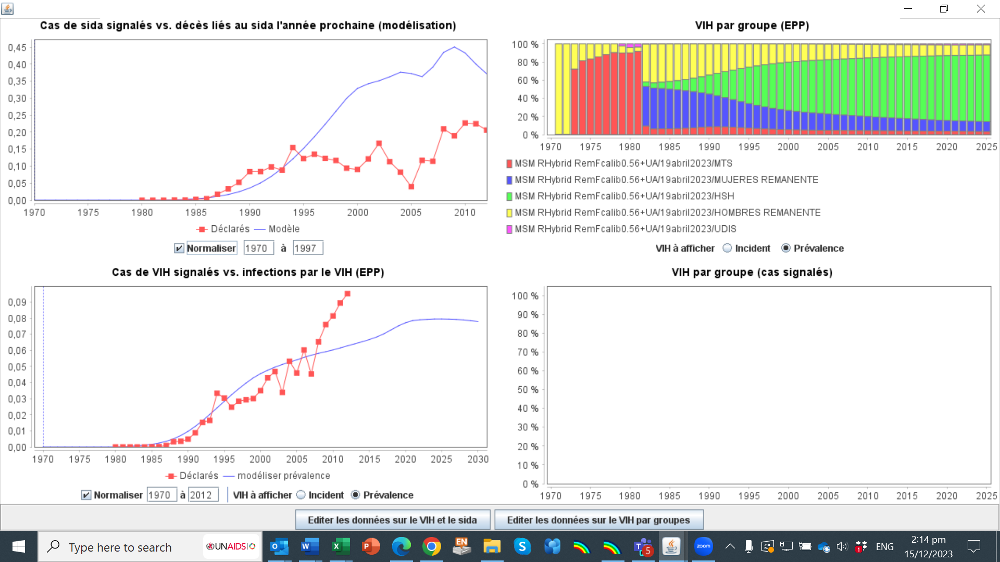 Cas de sida signalés vs. décès liés au sida l'année prochaine (modélisation)
0,45
0,40
0,35
0,30
0,25
0,20
0,15
0,10
0,05
0,00
1970 1975 1980 1985 1990 1995 2000 2005 2010
Déclarés Modèle
Normaliser 1970 à 1997
VIH par groupe (EPP)
100 %
80 %
60 %
40 %
20 %
0 %
1970 1975 1980 1985 1990 1995 2000 2005 2010 2015 2020 2025
MSM RHybrid RemFcalib0.56+UA/19abril2023/MTS
MSM RHybrid RemFcalib0.56+UA/19abril2023/MUJERES REMANENTE
MSM RHybrid RemFcalib0.56+UA/19abril2023/HSH
MSM RHybrid RemFcalib0.56+UA/19abril2023/HOMBRES REMANENTE
MSM RHybrid RemFcalib0.56+UA/19abril2023/UDIS
VIH à afficher Incident Prévalence
Cas de VIH signalés vs. infections par le VIH (EPP)
0,09
0,08
0,07
0,06
0,05
0,04
0,03
0,02
0,01
0,00
1970 1975 1980 1985 1990 1995 2000 2005 2010 2015 2020 2025 2030
Déclarés modéliser prévalence
Normaliser 1970 à 2012 VIH à afficher Incident Prévalence
VIH par groupe (cas signalés)
100 %
90 %
80 %
70 %
60 %
50 %
40 %
30 %
20 %
10 %
0 %
1970 1975 1980 1985 1990 1995 2000 2005 2010 2015 2020 2025
Editer les données sur le VIH et le sida Editer les données sur le VIH par groupes
Type here to search UNAIDS EN zoom 5 1 ENG
2:14 pm
15/12/2023